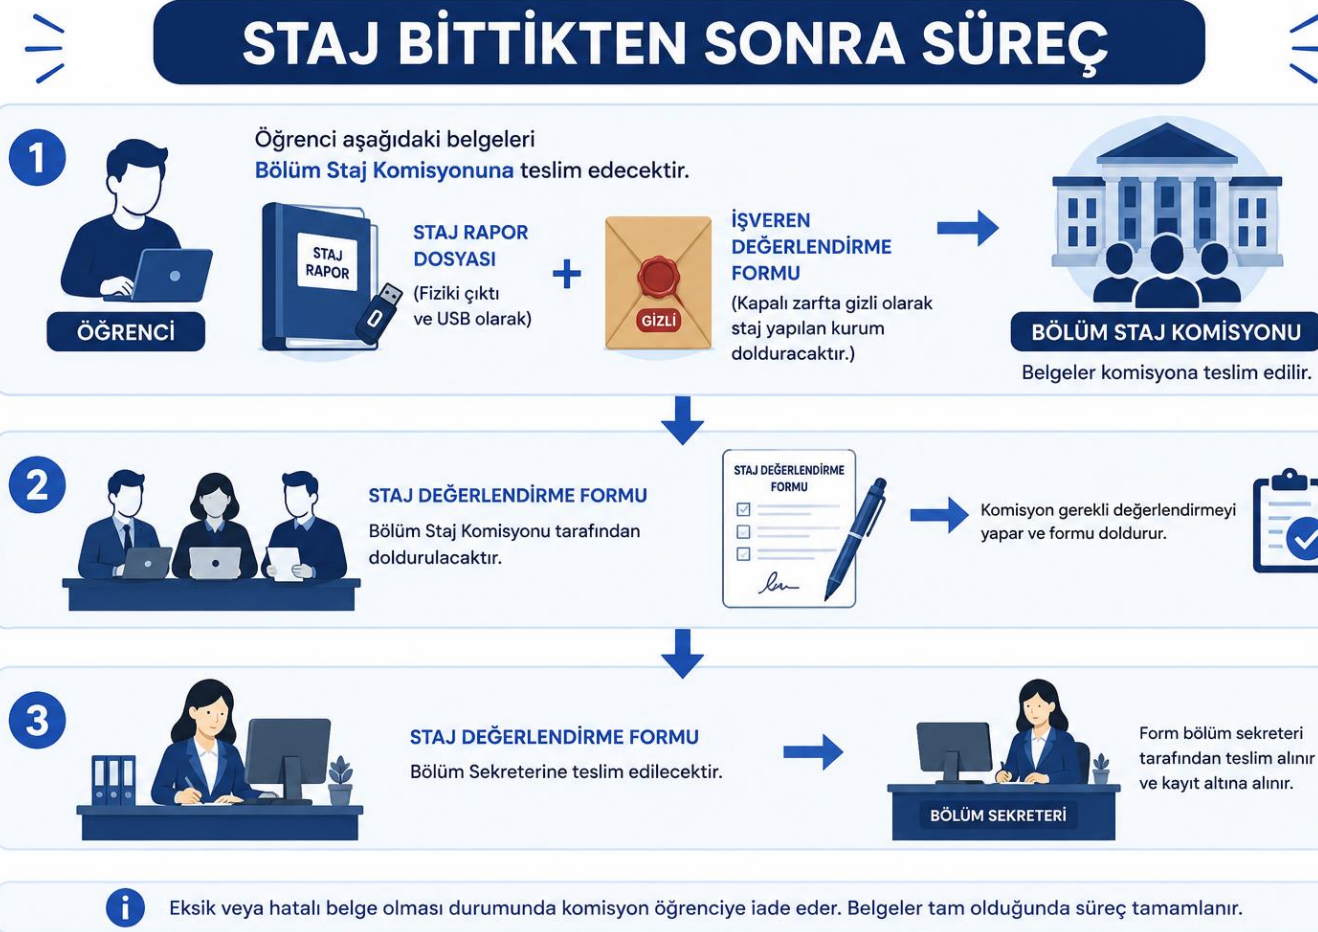 STAJ BİTTİKTEN SONRA SÜREÇ
1
Öğrenci aşağıdaki belgeleri
Bölüm Staj Komisyonuna teslim edecektir.
ÖĞRENCİ
STAJ
RAPOR
STAJ RAPOR
DOSYASI
(Fiziki çıktı
ve USB olarak)
+
GİZLİ
İŞVEREN
DEĞERLENDİRME
FORMU
(Kapalı zarfta gizli olarak
staj yapılan kurum
dolduracaktır.)
BÖLÜM STAJ KOMİSYONU
Belgeler komisyona teslim edilir.
2
STAJ DEĞERLENDİRME FORMU
Bölüm Staj Komisyonu tarafından
doldurulacaktır.
STAJ DEĞERLENDİRME
FORMU
Komisyon gerekli değerlendirmeyi
yapar ve formu doldurur.
3
STAJ DEĞERLENDİRME FORMU
Bölüm Sekreterine teslim edilecektir.
BÖLÜM SEKRETERİ
Form bölüm sekreteri
tarafından teslim alınır
ve kayıt altına alınır.
i
Eksik veya hatalı belge olması durumunda komisyon öğrenciye iade eder. Belgeler tam olduğunda süreç tamamlanır.